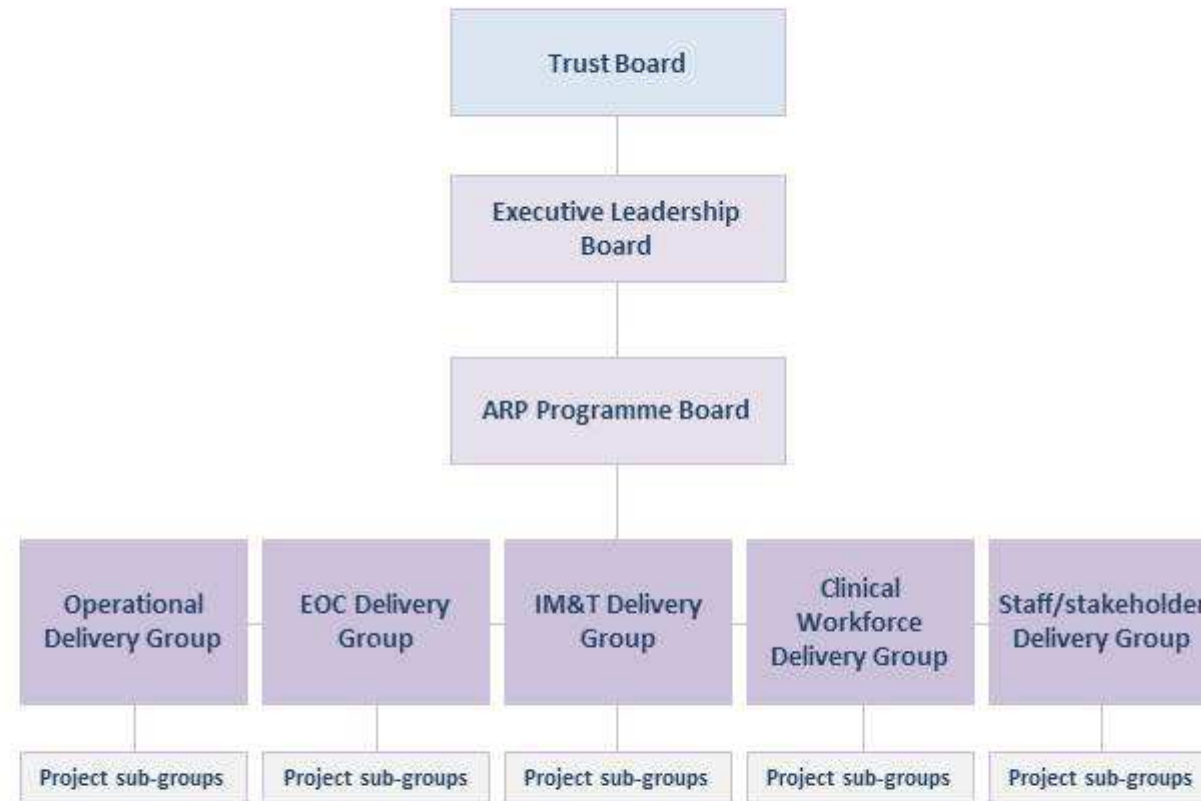 Trust Board
Executive Leadership
Board
ARP Programme Board
Operational
Delivery Group
EOC Delivery
Group
IM&T Delivery
Group
Clinical
Workforce
Delivery Group
Staff/stakeholder
Delivery Group
Project sub-groups
Project sub-groups
Project sub-groups
Project sub-groups
Project sub-groups